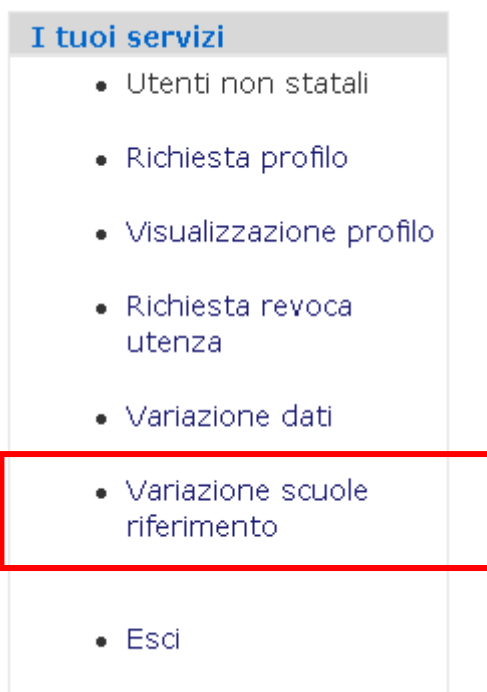 I tuoi servizi
Utenti non statali
Richiesta profilo
Visualizzazione profilo
Richiesta revoca
utenza
Variazione dati
Variazione scuole
riferimento
Esci